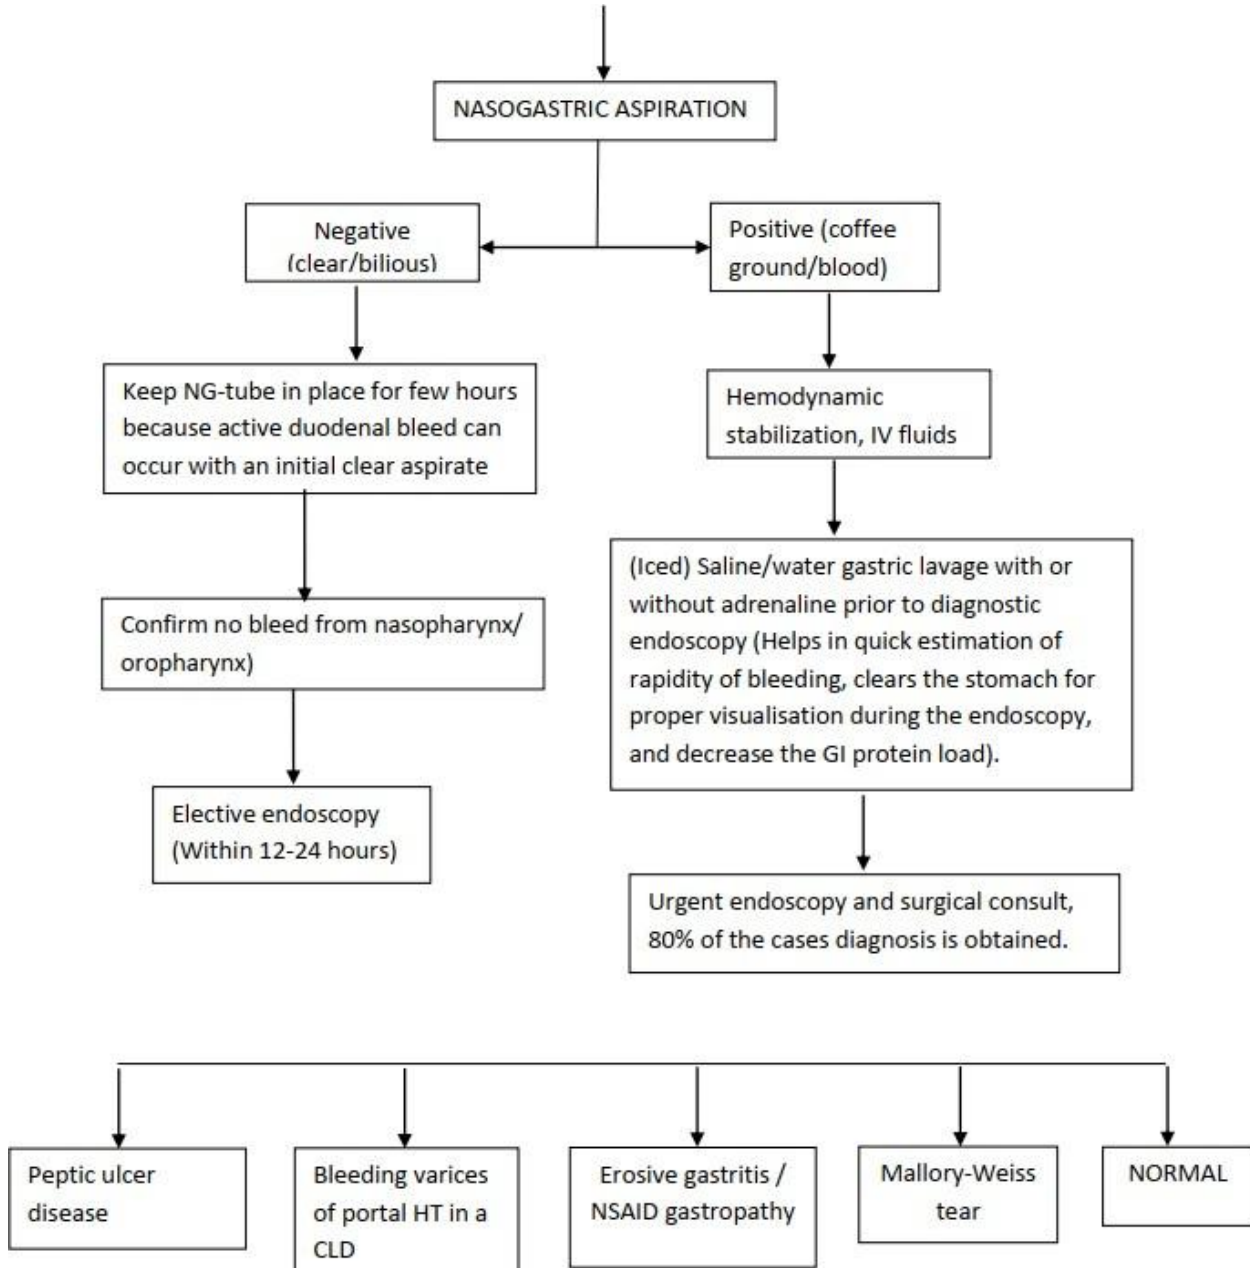 NASOGASTRIC ASPIRATION
Negative
(clear/bilious)
Positive (coffee
ground/blood)
Keep NG-tube in place for few hours
because active duodenal bleed can
occur with an initial clear aspirate
Hemodynamic
stabilization, IV fluids
(Iced) Saline/water gastric lavage with or
without adrenaline prior to diagnostic
endoscopy (Helps in quick estimation of
rapidity of bleeding, clears the stomach for
proper visualisation during the endoscopy,
and decrease the GI protein load).
Confirm no bleed from nasopharynx/
oropharynx)
Elective endoscopy
(Within 12-24 hours)
Urgent endoscopy and surgical consult,
80% of the cases diagnosis is obtained.
Peptic ulcer
disease
Bleeding varices
of portal HT in a
CLD
Erosive gastritis /
NSAID gastropathy
Mallory-Weiss
tear
NORMAL